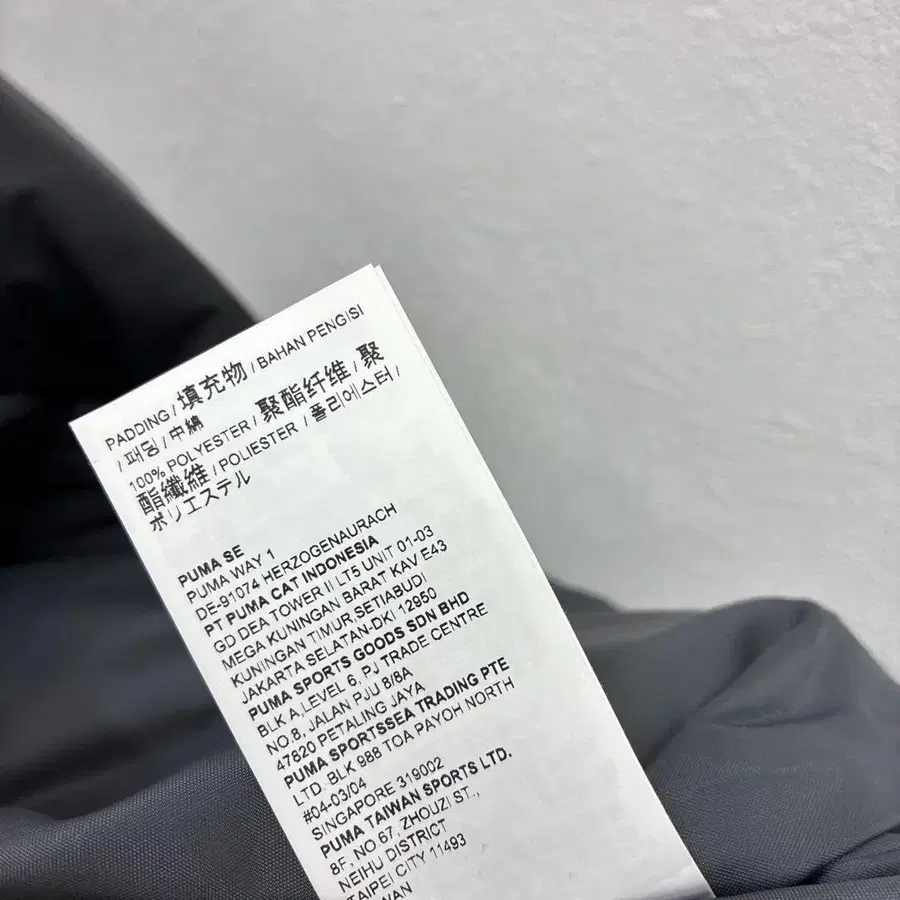 PADDING / 填充物 / BAHAN PENGISI
/ 패딩 / 中綿
100% POLYESTER / 聚酯纤维 / 聚
酯纖維 / POLIESTER / 폴리에스터 /
ポリエステル
PUMA SE
PUMA WAY 1
DE-91074 HERZOGENAURACH
PT PUMA CAT INDONESIA
GD DEA TOWER II LT5 UNIT 01-03
MEGA KUNINGAN BARAT KAV E43
KUNINGAN TIMUR,SETIABUDI
JAKARTA SELATAN-DKI 12950
PUMA SPORTS GOODS SDN BHD
BLK A,LEVEL 6, PJ TRADE CENTRE
NO.8, JALAN PJU 8/8A
47820 PETALING JAYA
PUMA SPORTSSEA TRADING PTE
LTD. BLK 988 TOA PAYOH NORTH
#04-03/04
SINGAPORE 319002
PUMA TAIWAN SPORTS LTD.
8F, NO.67, ZHOUZI ST.,
NEIHU DISTRICT
TAIPEI CITY 11493